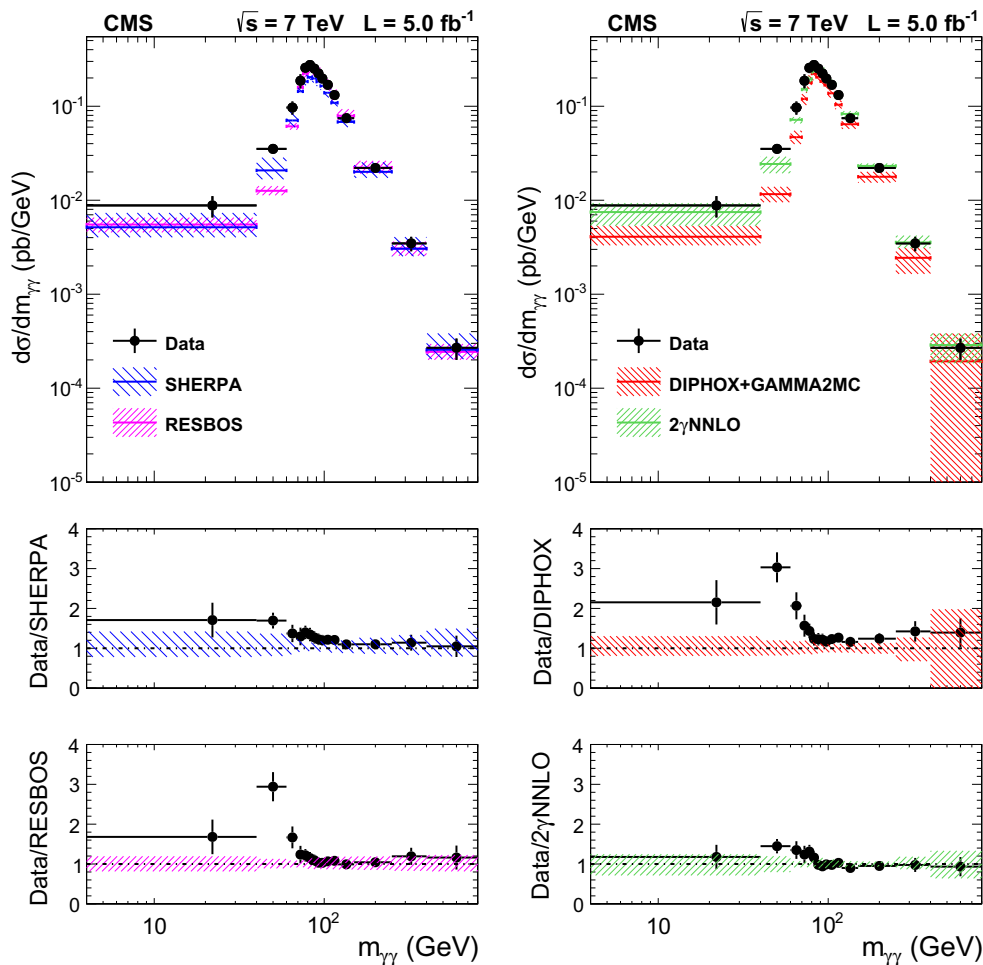 CMS √s = 7 TeV L = 5.0 fb⁻¹
dσ/dm_γγ (pb/GeV)
10⁻¹
10⁻²
10⁻³
10⁻⁴
10⁻⁵
Data
SHERPA
RESBOS
10 10²
CMS √s = 7 TeV L = 5.0 fb⁻¹
dσ/dm_γγ (pb/GeV)
10⁻¹
10⁻²
10⁻³
10⁻⁴
10⁻⁵
Data
DIPHOX+GAMMA2MC
2γNNLO
10 10²
Data/SHERPA
4
3
2
1
0
Data/DIPHOX
4
3
2
1
0
Data/RESBOS
4
3
2
1
0
10 10²
m_γγ (GeV)
Data/2γNNLO
4
3
2
1
0
10 10²
m_γγ (GeV)